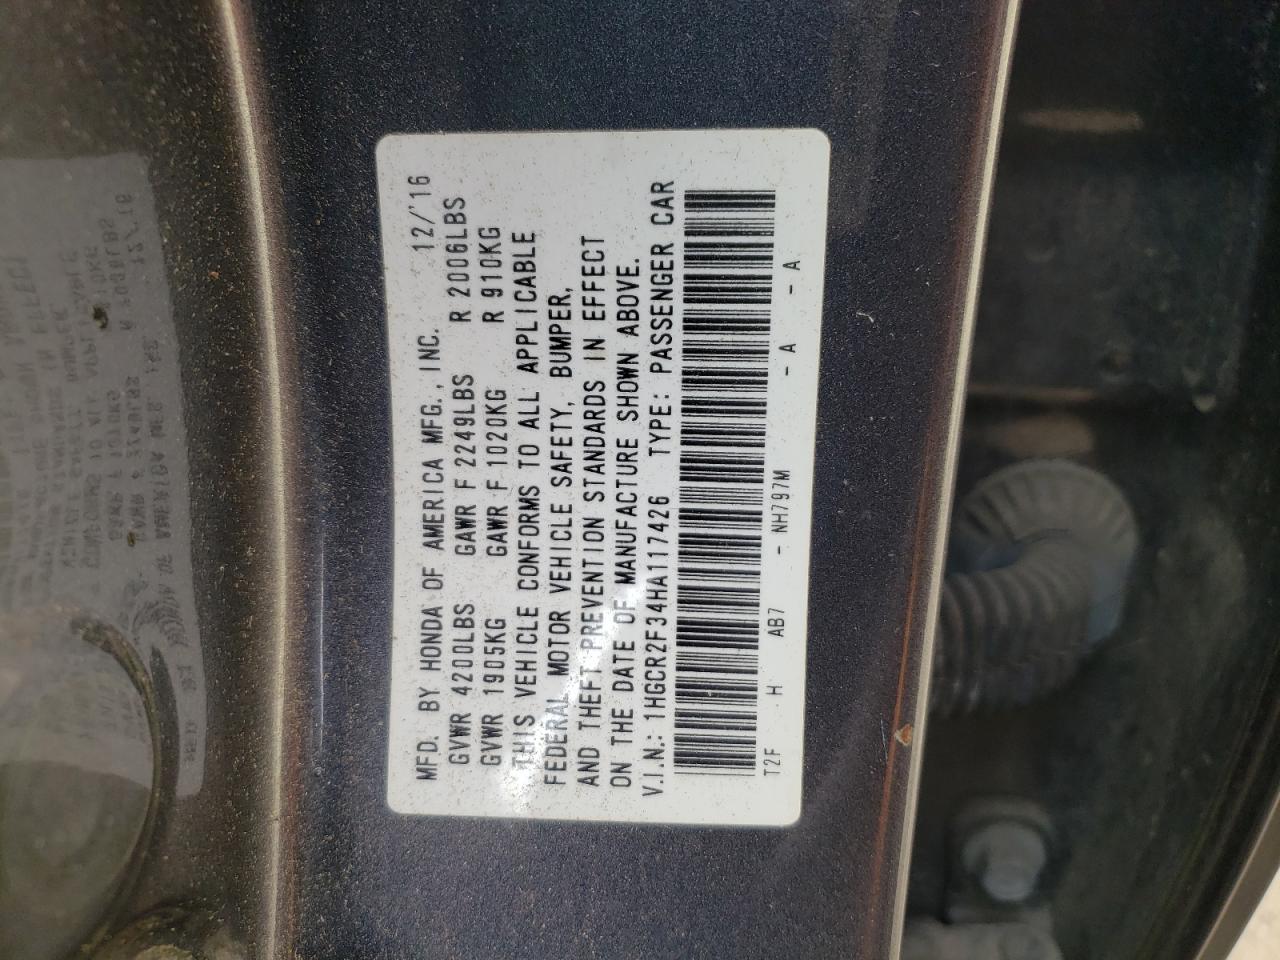 MFD. BY HONDA OF AMERICA MFG., INC. 12/'16
GVWR 4200LBS GAWR F 2249LBS R 2006LBS
GVWR 1905KG GAWR F 1020KG R 910KG
THIS VEHICLE CONFORMS TO ALL APPLICABLE
FEDERAL MOTOR VEHICLE SAFETY, BUMPER,
AND THEFT PREVENTION STANDARDS IN EFFECT
ON THE DATE OF MANUFACTURE SHOWN ABOVE.
V.I.N.: 1HGCR2F34HA117426 TYPE: PASSENGER CAR
T2F H AB7 - NH797M - A - A